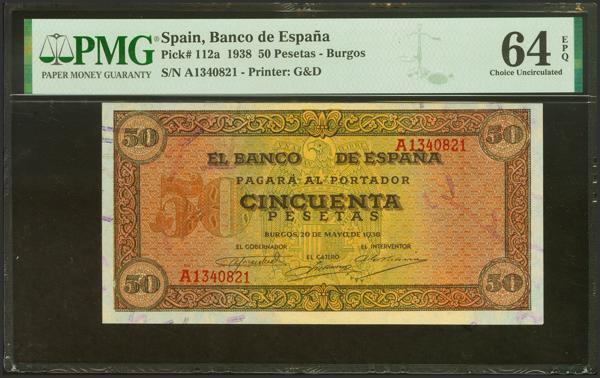 PMG
PAPER MONEY GUARANTY
Spain, Banco de España
Pick# 112a 1938 50 Pesetas - Burgos
S/N A1340821 - Printer: G&D
64 EPQ
Choice Uncirculated
50 50
A1340821
EL BANCO DE ESPAÑA
PAGARÁ AL PORTADOR
50
CINCUENTA
PESETAS
BURGOS, 20 DE MAYO DE 1938
EL GOBERNADOR EL CAJERO EL INTERVENTOR
A1340821
50 50